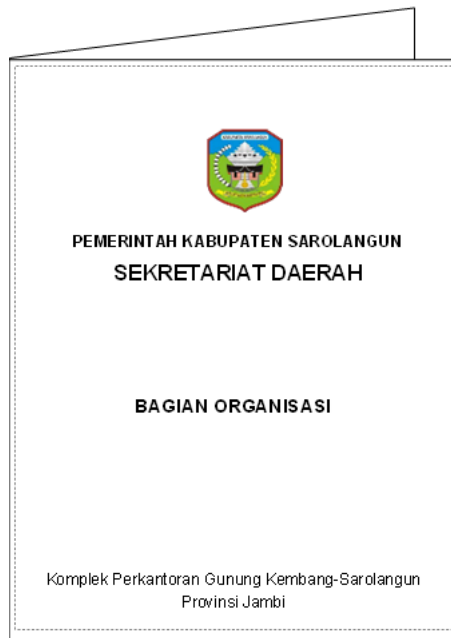 PEMERINTAH KABUPATEN SAROLANGUN
SEKRETARIAT DAERAH
BAGIAN ORGANISASI
Komplek Perkantoran Gunung Kembang-Sarolangun
Provinsi Jambi